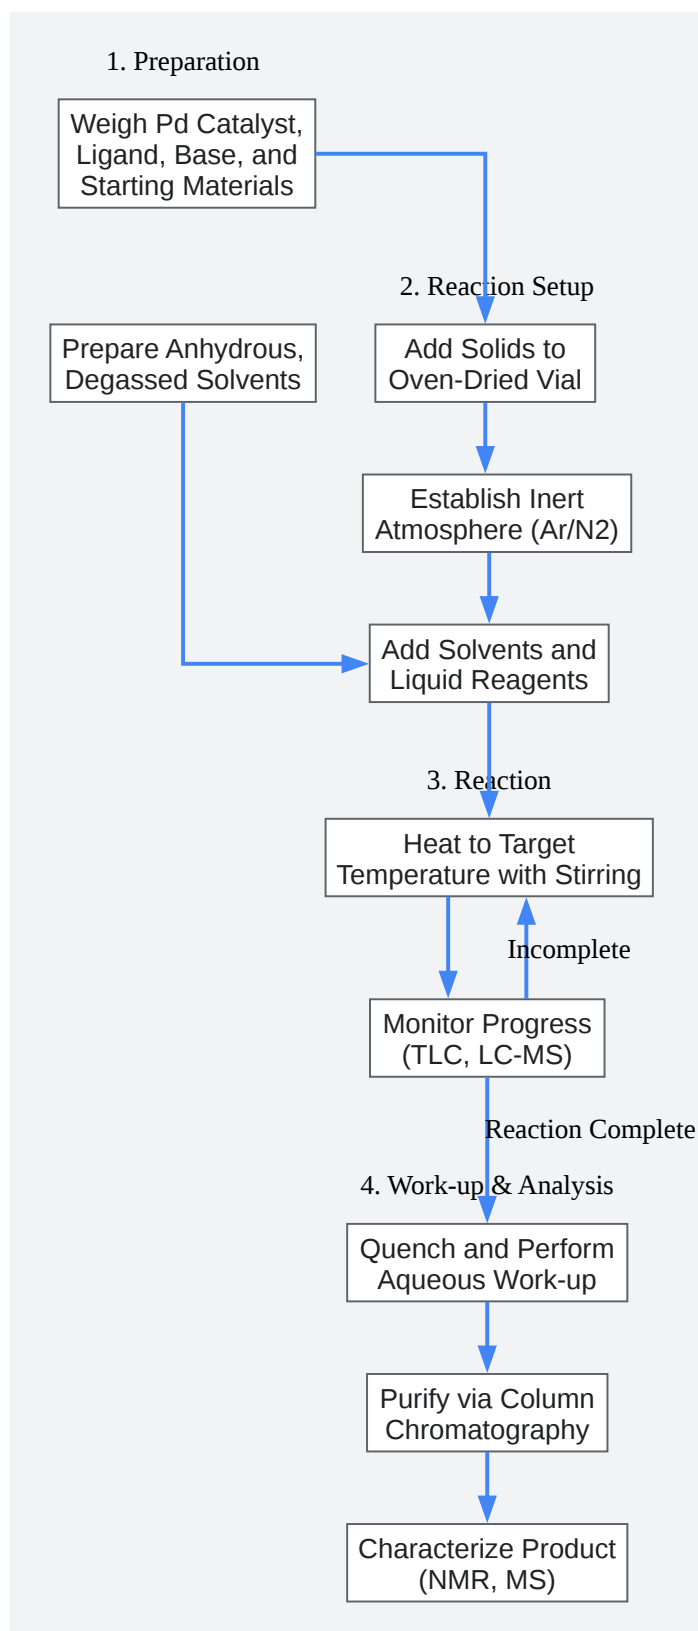 1. Preparation
Weigh Pd Catalyst,
Ligand, Base, and
Starting Materials
2. Reaction Setup
Prepare Anhydrous,
Degassed Solvents
Add Solids to
Oven-Dried Vial
Establish Inert
Atmosphere (Ar/N2)
Add Solvents and
Liquid Reagents
3. Reaction
Heat to Target
Temperature with Stirring
Incomplete
Monitor Progress
(TLC, LC-MS)
Reaction Complete
4. Work-up & Analysis
Quench and Perform
Aqueous Work-up
Purify via Column
Chromatography
Characterize Product
(NMR, MS)